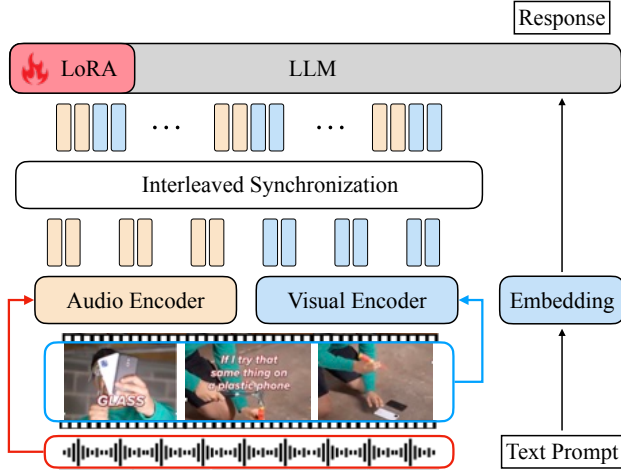 Response
LoRA
LLM
...
...
Interleaved Synchronization
Audio Encoder
Visual Encoder
Embedding
GLASS
If I try that
same thing on
a plastic phone
Text Prompt